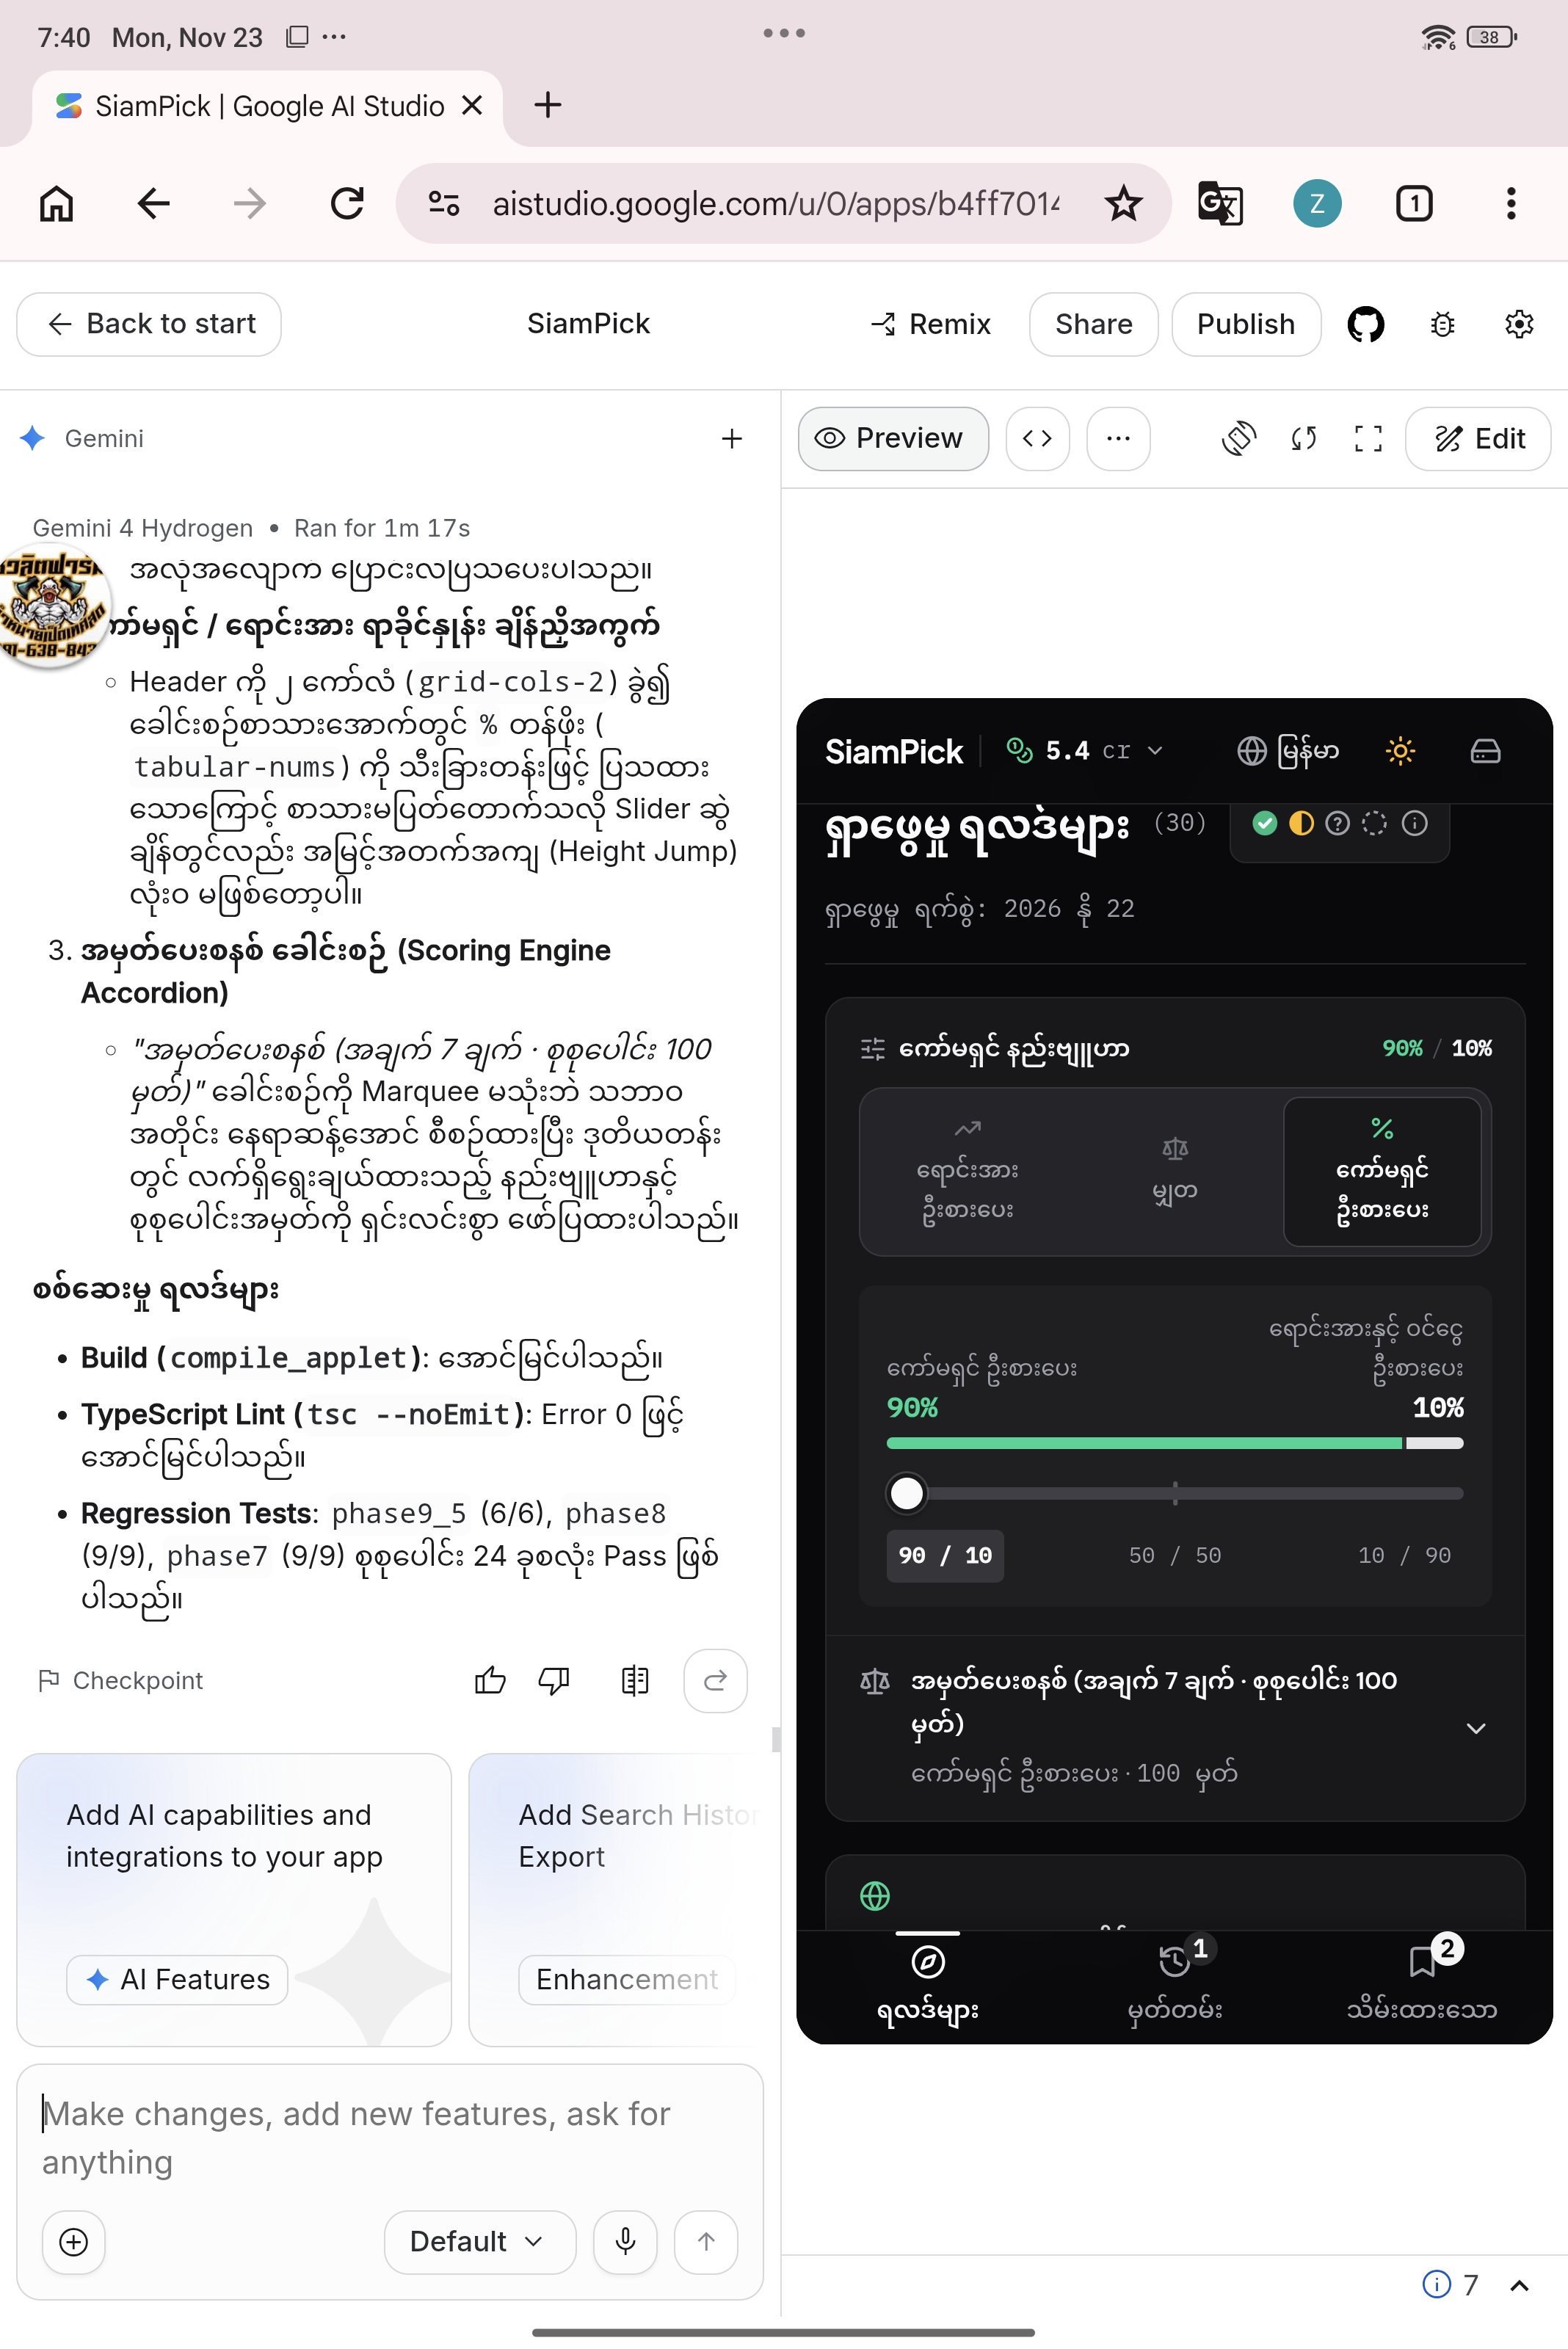 7:40 Mon, Nov 23
38
SiamPick | Google AI Studio
aistudio.google.com/u/0/apps/b4ff7014
Z
1
Back to start
SiamPick
Remix
Share
Publish
Gemini
Preview
Edit
Gemini 4 Hydrogen • Ran for 1m 17s
အလုံအလျောက် ပြောင်းလဲပြသပေးပါသည်။
ကော်မရှင် / ရောင်းအား ရာခိုင်နှုန်း ချိန်ညှိအကွက်
Header ကို ၂ ကော်လံ (grid-cols-2) ခွဲ၍
ခေါင်းစဉ်စာသားအောက်တွင် % တန်ဖိုး (
tabular-nums) ကို သီးခြားတန်းဖြင့် ပြသထား
သောကြောင့် စာသားမပြတ်တောက်သလို Slider ဆွဲ
ချိန်တွင်လည်း အမြင့်အတက်အကျ (Height Jump)
လုံးဝ မဖြစ်တော့ပါ။
3. အမှတ်ပေးစနစ် ခေါင်းစဉ် (Scoring Engine
Accordion)
"အမှတ်ပေးစနစ် (အချက် 7 ချက် · စုစုပေါင်း 100
မှတ်)" ခေါင်းစဉ်ကို Marquee မသုံးဘဲ သဘာဝ
အတိုင်း နေရာဆန့်အောင် စီစဉ်ထားပြီး ဒုတိယတန်း
တွင် လက်ရှိရွေးချယ်ထားသည့် နည်းဗျူဟာနှင့်
စုစုပေါင်းအမှတ်ကို ရှင်းလင်းစွာ ဖော်ပြထားပါသည်။
စစ်ဆေးမှု ရလဒ်များ
• Build (compile_applet): အောင်မြင်ပါသည်။
• TypeScript Lint (tsc --noEmit): Error 0 ဖြင့်
အောင်မြင်ပါသည်။
• Regression Tests: phase9_5 (6/6), phase8
(9/9), phase7 (9/9) စုစုပေါင်း 24 ခုစလုံး Pass ဖြစ်
ပါသည်။
Checkpoint
Add AI capabilities and
integrations to your app
AI Features
Add Search Histor
Export
Enhancement
Make changes, add new features, ask for
anything
Default
SiamPick
5.4 cr
မြန်မာ
ရှာဖွေမှု ရလဒ်များ (30)
ရှာဖွေမှု ရက်စွဲ: 2026 နို 22
ကော်မရှင် နည်းဗျူဟာ
90% / 10%
ရောင်းအား
ဦးစားပေး
မျှတ
ကော်မရှင်
ဦးစားပေး
ရောင်းအားနှင့် ဝင်ငွေ
ကော်မရှင် ဦးစားပေး
ဦးစားပေး
90%
10%
90 / 10
50 / 50
10 / 90
အမှတ်ပေးစနစ် (အချက် 7 ချက် · စုစုပေါင်း 100
မှတ်)
ကော်မရှင် ဦးစားပေး · 100 မှတ်
ရလဒ်များ
1
မှတ်တမ်း
2
သိမ်းထားသော
7